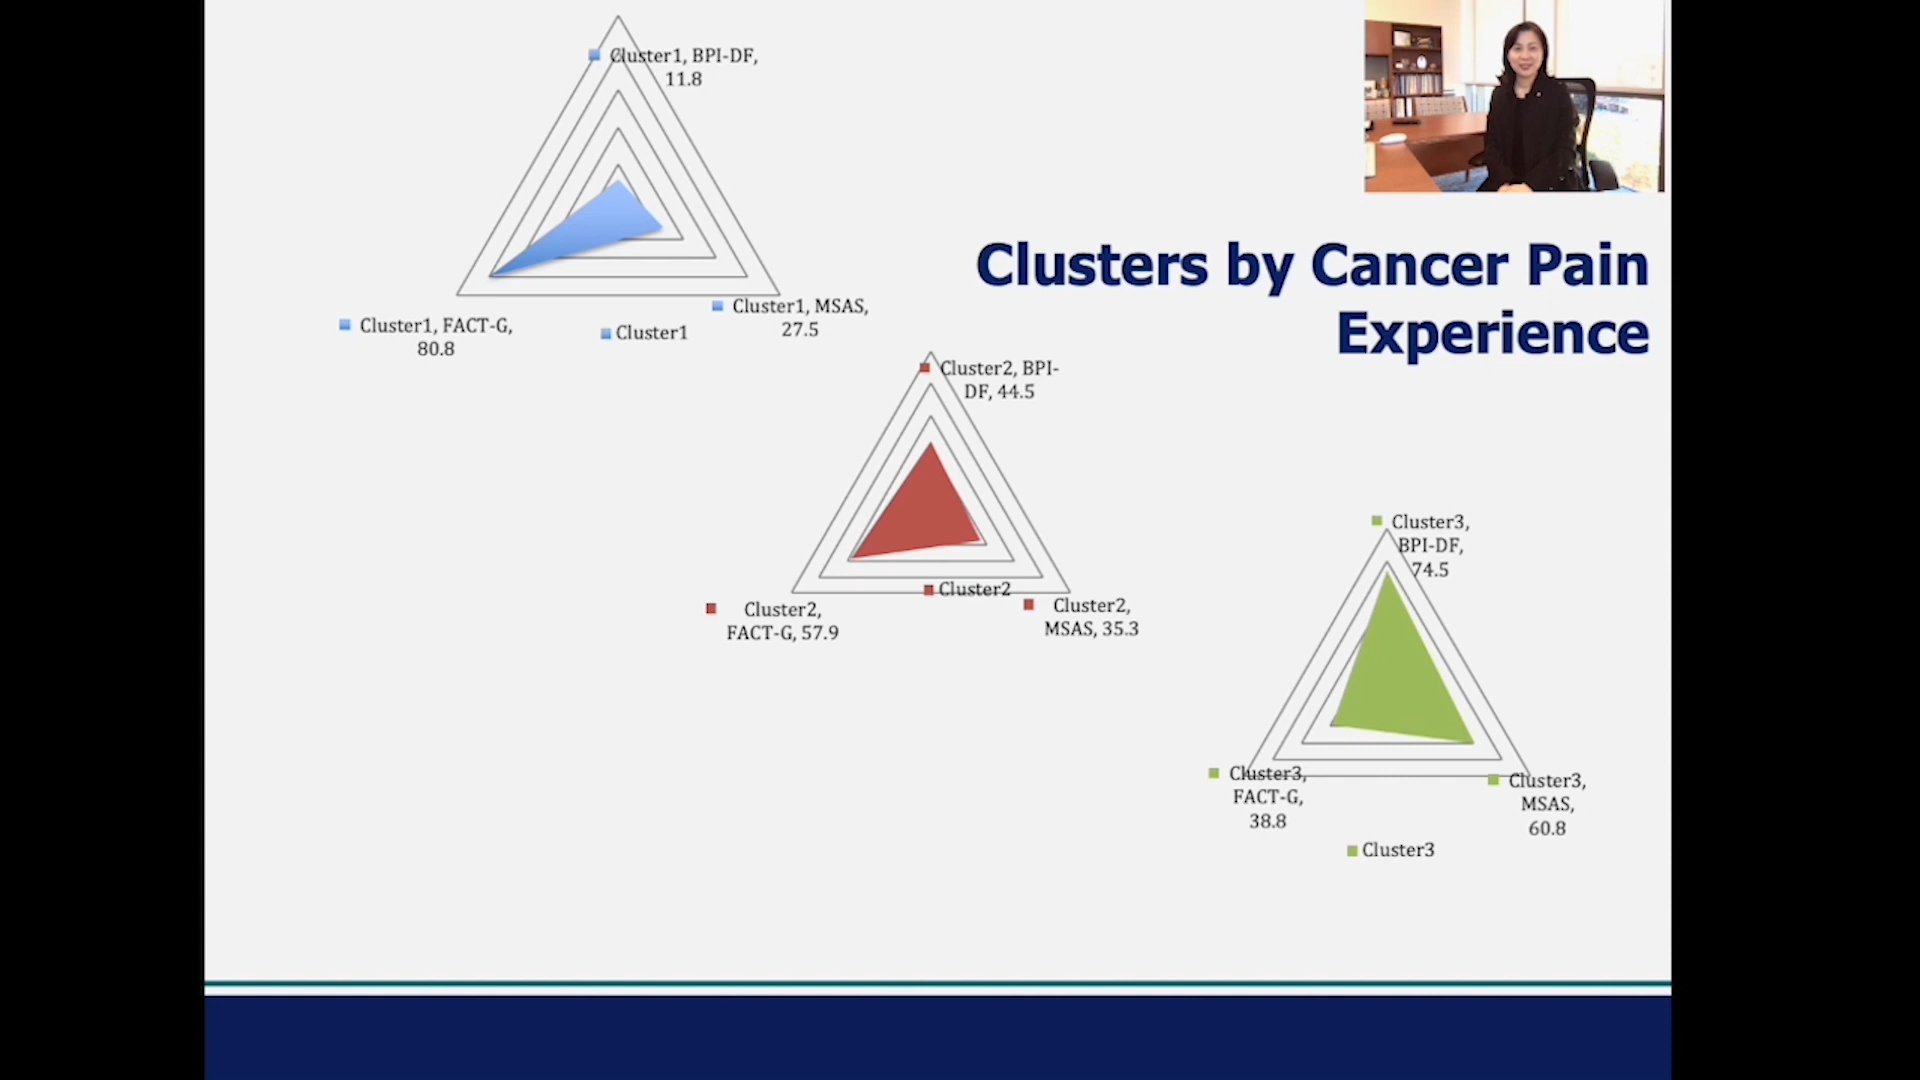 Clusters by Cancer Pain
Experience
Cluster1, BPI-DF,
11.8
Cluster1, MSAS,
27.5
Cluster1, FACT-G,
80.8
Cluster1
Cluster2, BPI-
DF, 44.5
Cluster2,
MSAS, 35.3
Cluster2,
FACT-G, 57.9
Cluster2
Cluster3,
BPI-DF,
74.5
Cluster3,
MSAS,
60.8
Cluster3,
FACT-G,
38.8
Cluster3